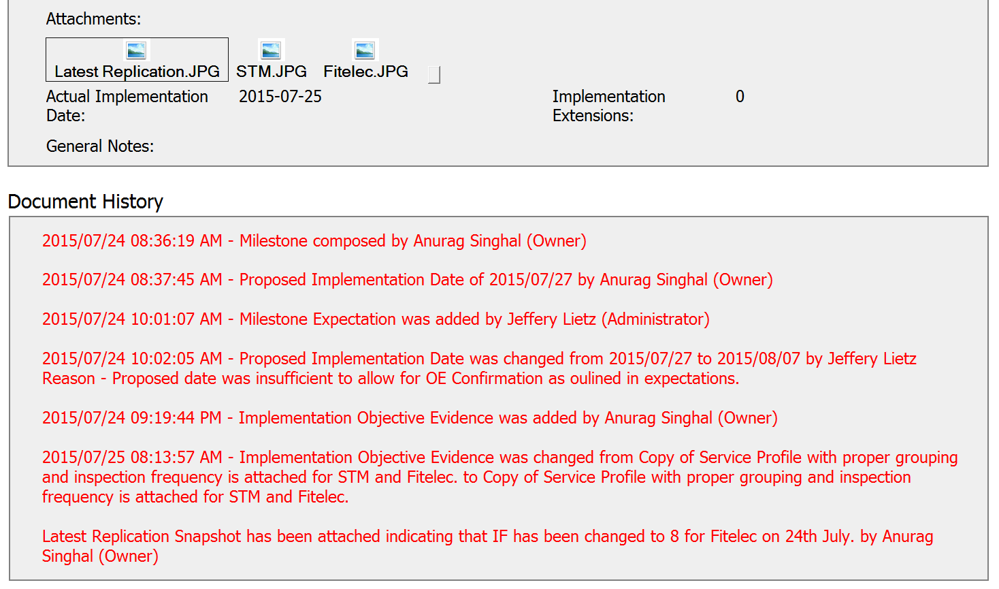 Attachments:
Latest Replication.JPG STM.JPG Fitelec.JPG
Actual Implementation Date: 2015-07-25 Implementation Extensions: 0
General Notes:
Document History
2015/07/24 08:36:19 AM - Milestone composed by Anurag Singhal (Owner)
2015/07/24 08:37:45 AM - Proposed Implementation Date of 2015/07/27 by Anurag Singhal (Owner)
2015/07/24 10:01:07 AM - Milestone Expectation was added by Jeffery Lietz (Administrator)
2015/07/24 10:02:05 AM - Proposed Implementation Date was changed from 2015/07/27 to 2015/08/07 by Jeffery Lietz
Reason - Proposed date was insufficient to allow for OE Confirmation as oulined in expectations.
2015/07/24 09:19:44 PM - Implementation Objective Evidence was added by Anurag Singhal (Owner)
2015/07/25 08:13:57 AM - Implementation Objective Evidence was changed from Copy of Service Profile with proper grouping
and inspection frequency is attached for STM and Fitelec. to Copy of Service Profile with proper grouping and inspection
frequency is attached for STM and Fitelec.
Latest Replication Snapshot has been attached indicating that IF has been changed to 8 for Fitelec on 24th July. by Anurag
Singhal (Owner)